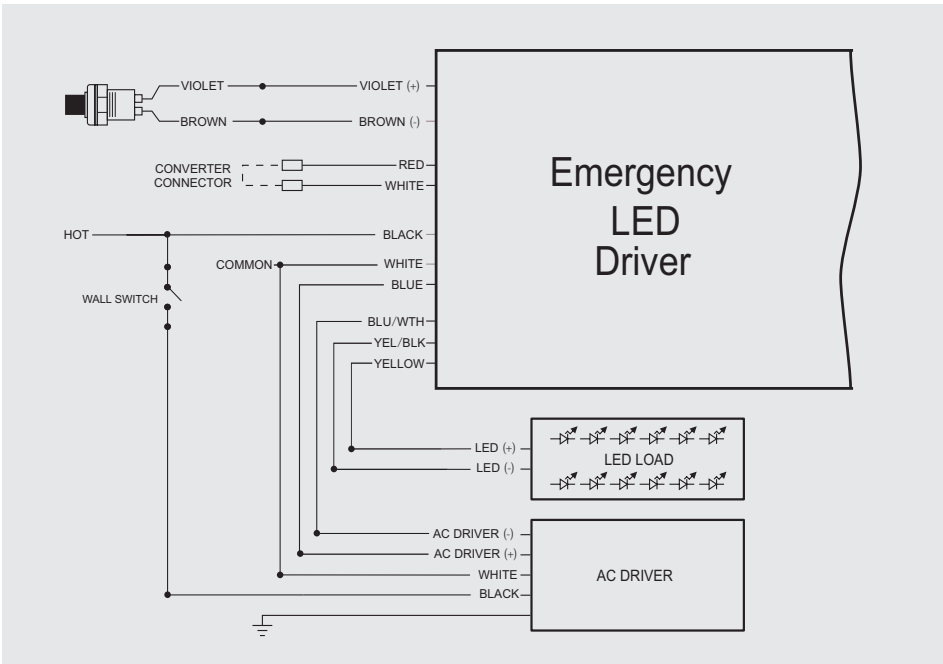 VIOLET
VIOLET (+)
BROWN
BROWN (-)
CONVERTER
CONNECTOR
RED
WHITE
HOT
BLACK
COMMON
WHITE
BLUE
WALL SWITCH
BLU/WTH
YEL/BLK
YELLOW
Emergency
LED
Driver
LED (+)
LED (-)
LED LOAD
AC DRIVER (-)
AC DRIVER (+)
WHITE
BLACK
AC DRIVER